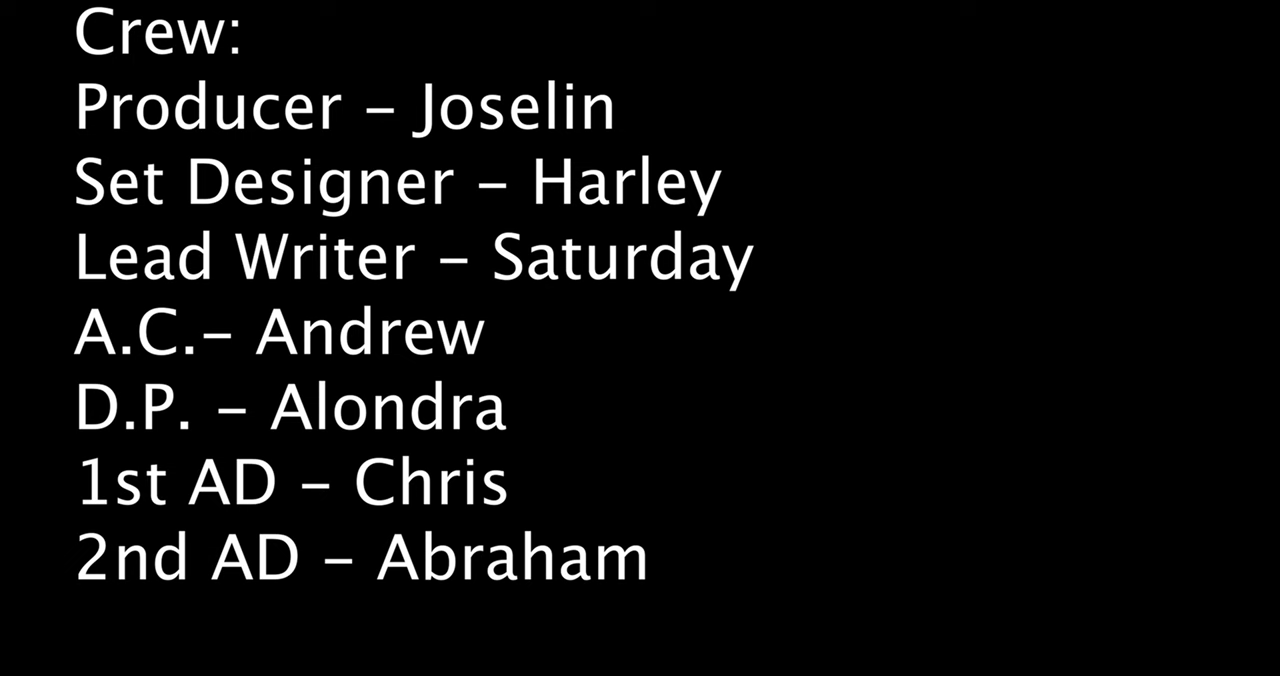 Crew:
Producer – Joselin
Set Designer – Harley
Lead Writer – Saturday
A.C.– Andrew
D.P. – Alondra
1st AD – Chris
2nd AD – Abraham